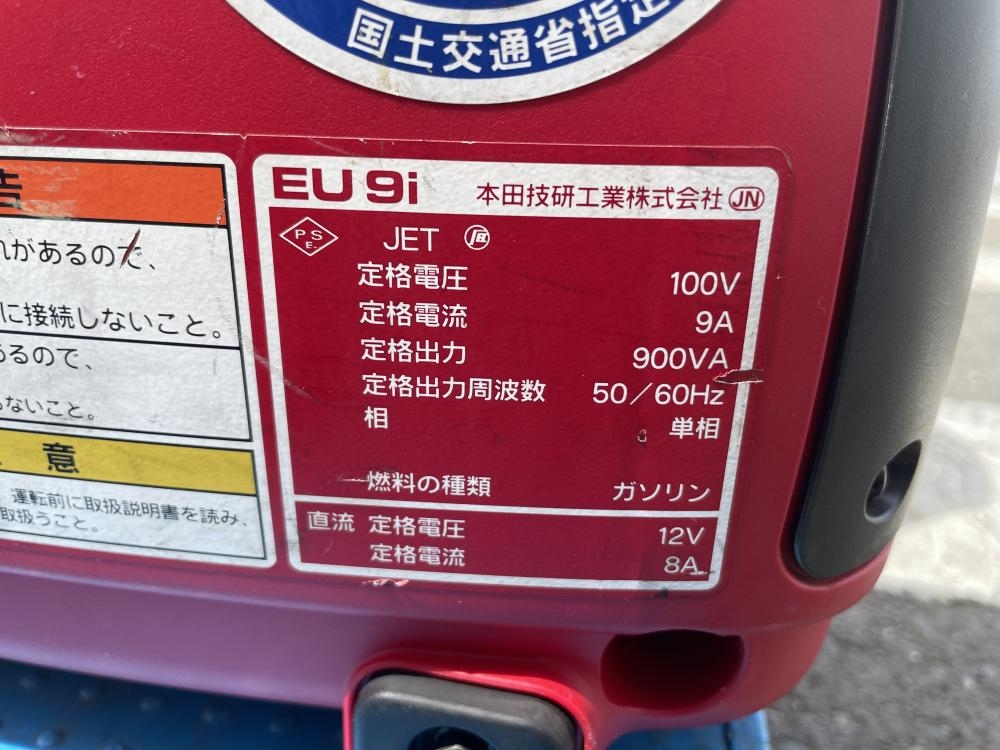 国土交通省指定
告
れがあるので、
に接続しないこと。
あるので、
らないこと。
意
運転前に取扱説明書を読み、
取扱うこと。
EU 9i 本田技研工業株式会社 JN
PSE JET
定格電圧 100V
定格電流 9A
定格出力 900VA
定格出力周波数 50/60Hz
相 単相
燃料の種類 ガソリン
直流 定格電圧 12V
定格電流 8A